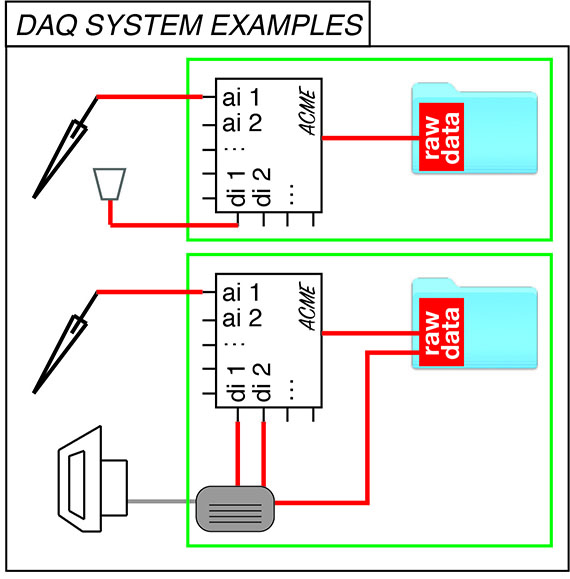 DAQ SYSTEM EXAMPLES
ai 1
ai 2
...
di 1
di 2
...
ACME
raw
data
ai 1
ai 2
...
di 1
di 2
...
ACME
raw
data